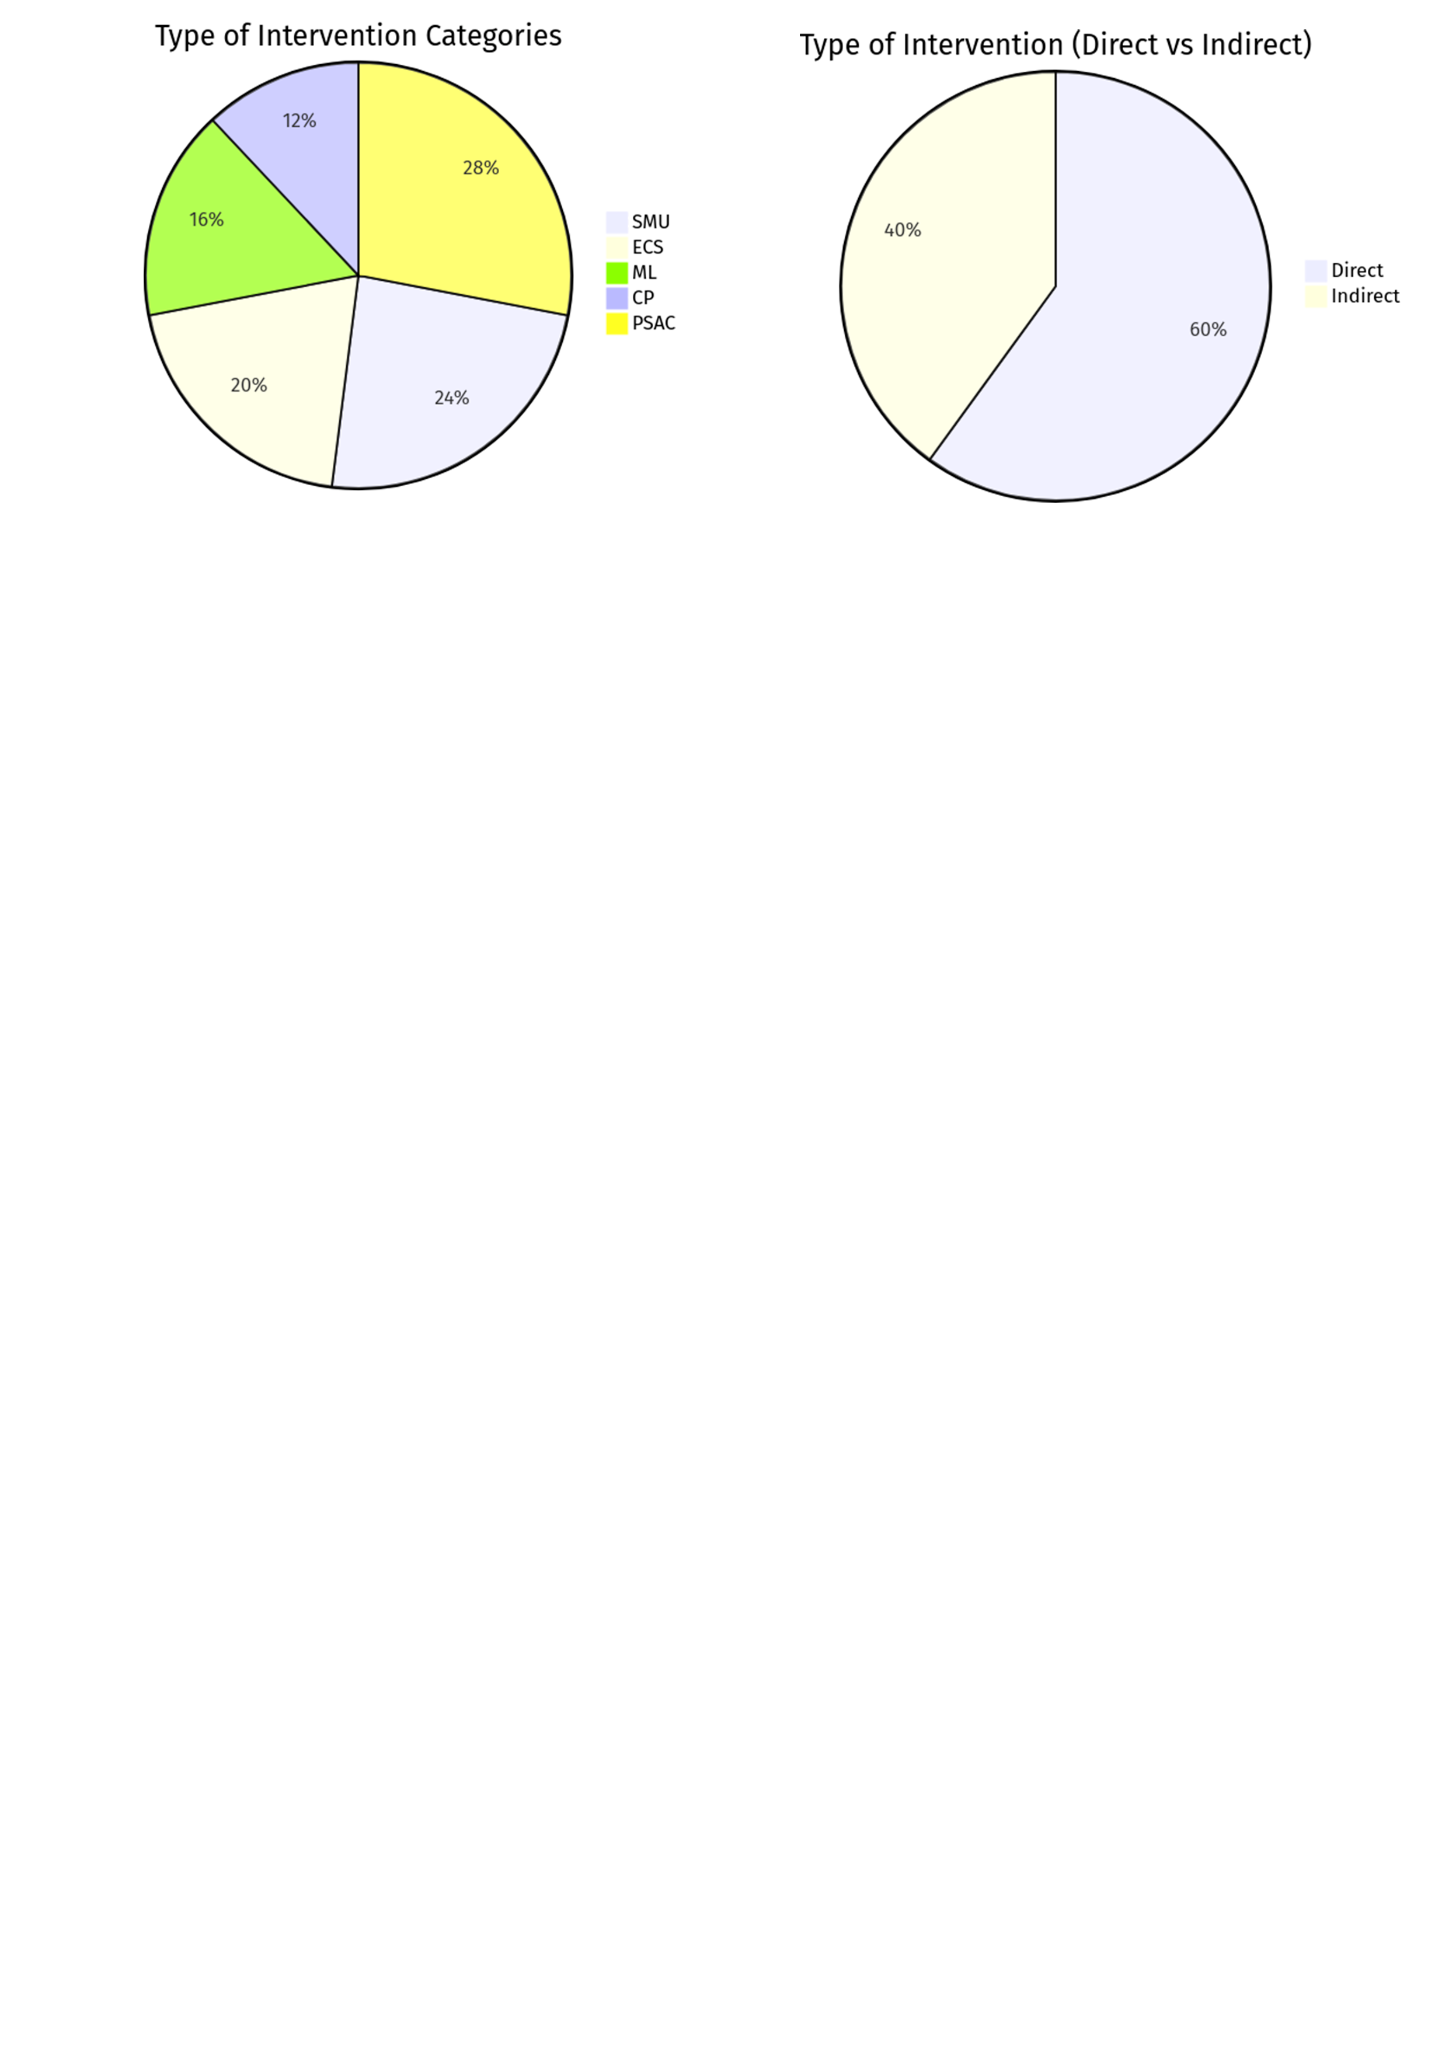 Type of Intervention Categories
12%
28%
16%
20%
24%
SMU
ECS
ML
CP
PSAC
Type of Intervention (Direct vs Indirect)
40%
60%
Direct
Indirect